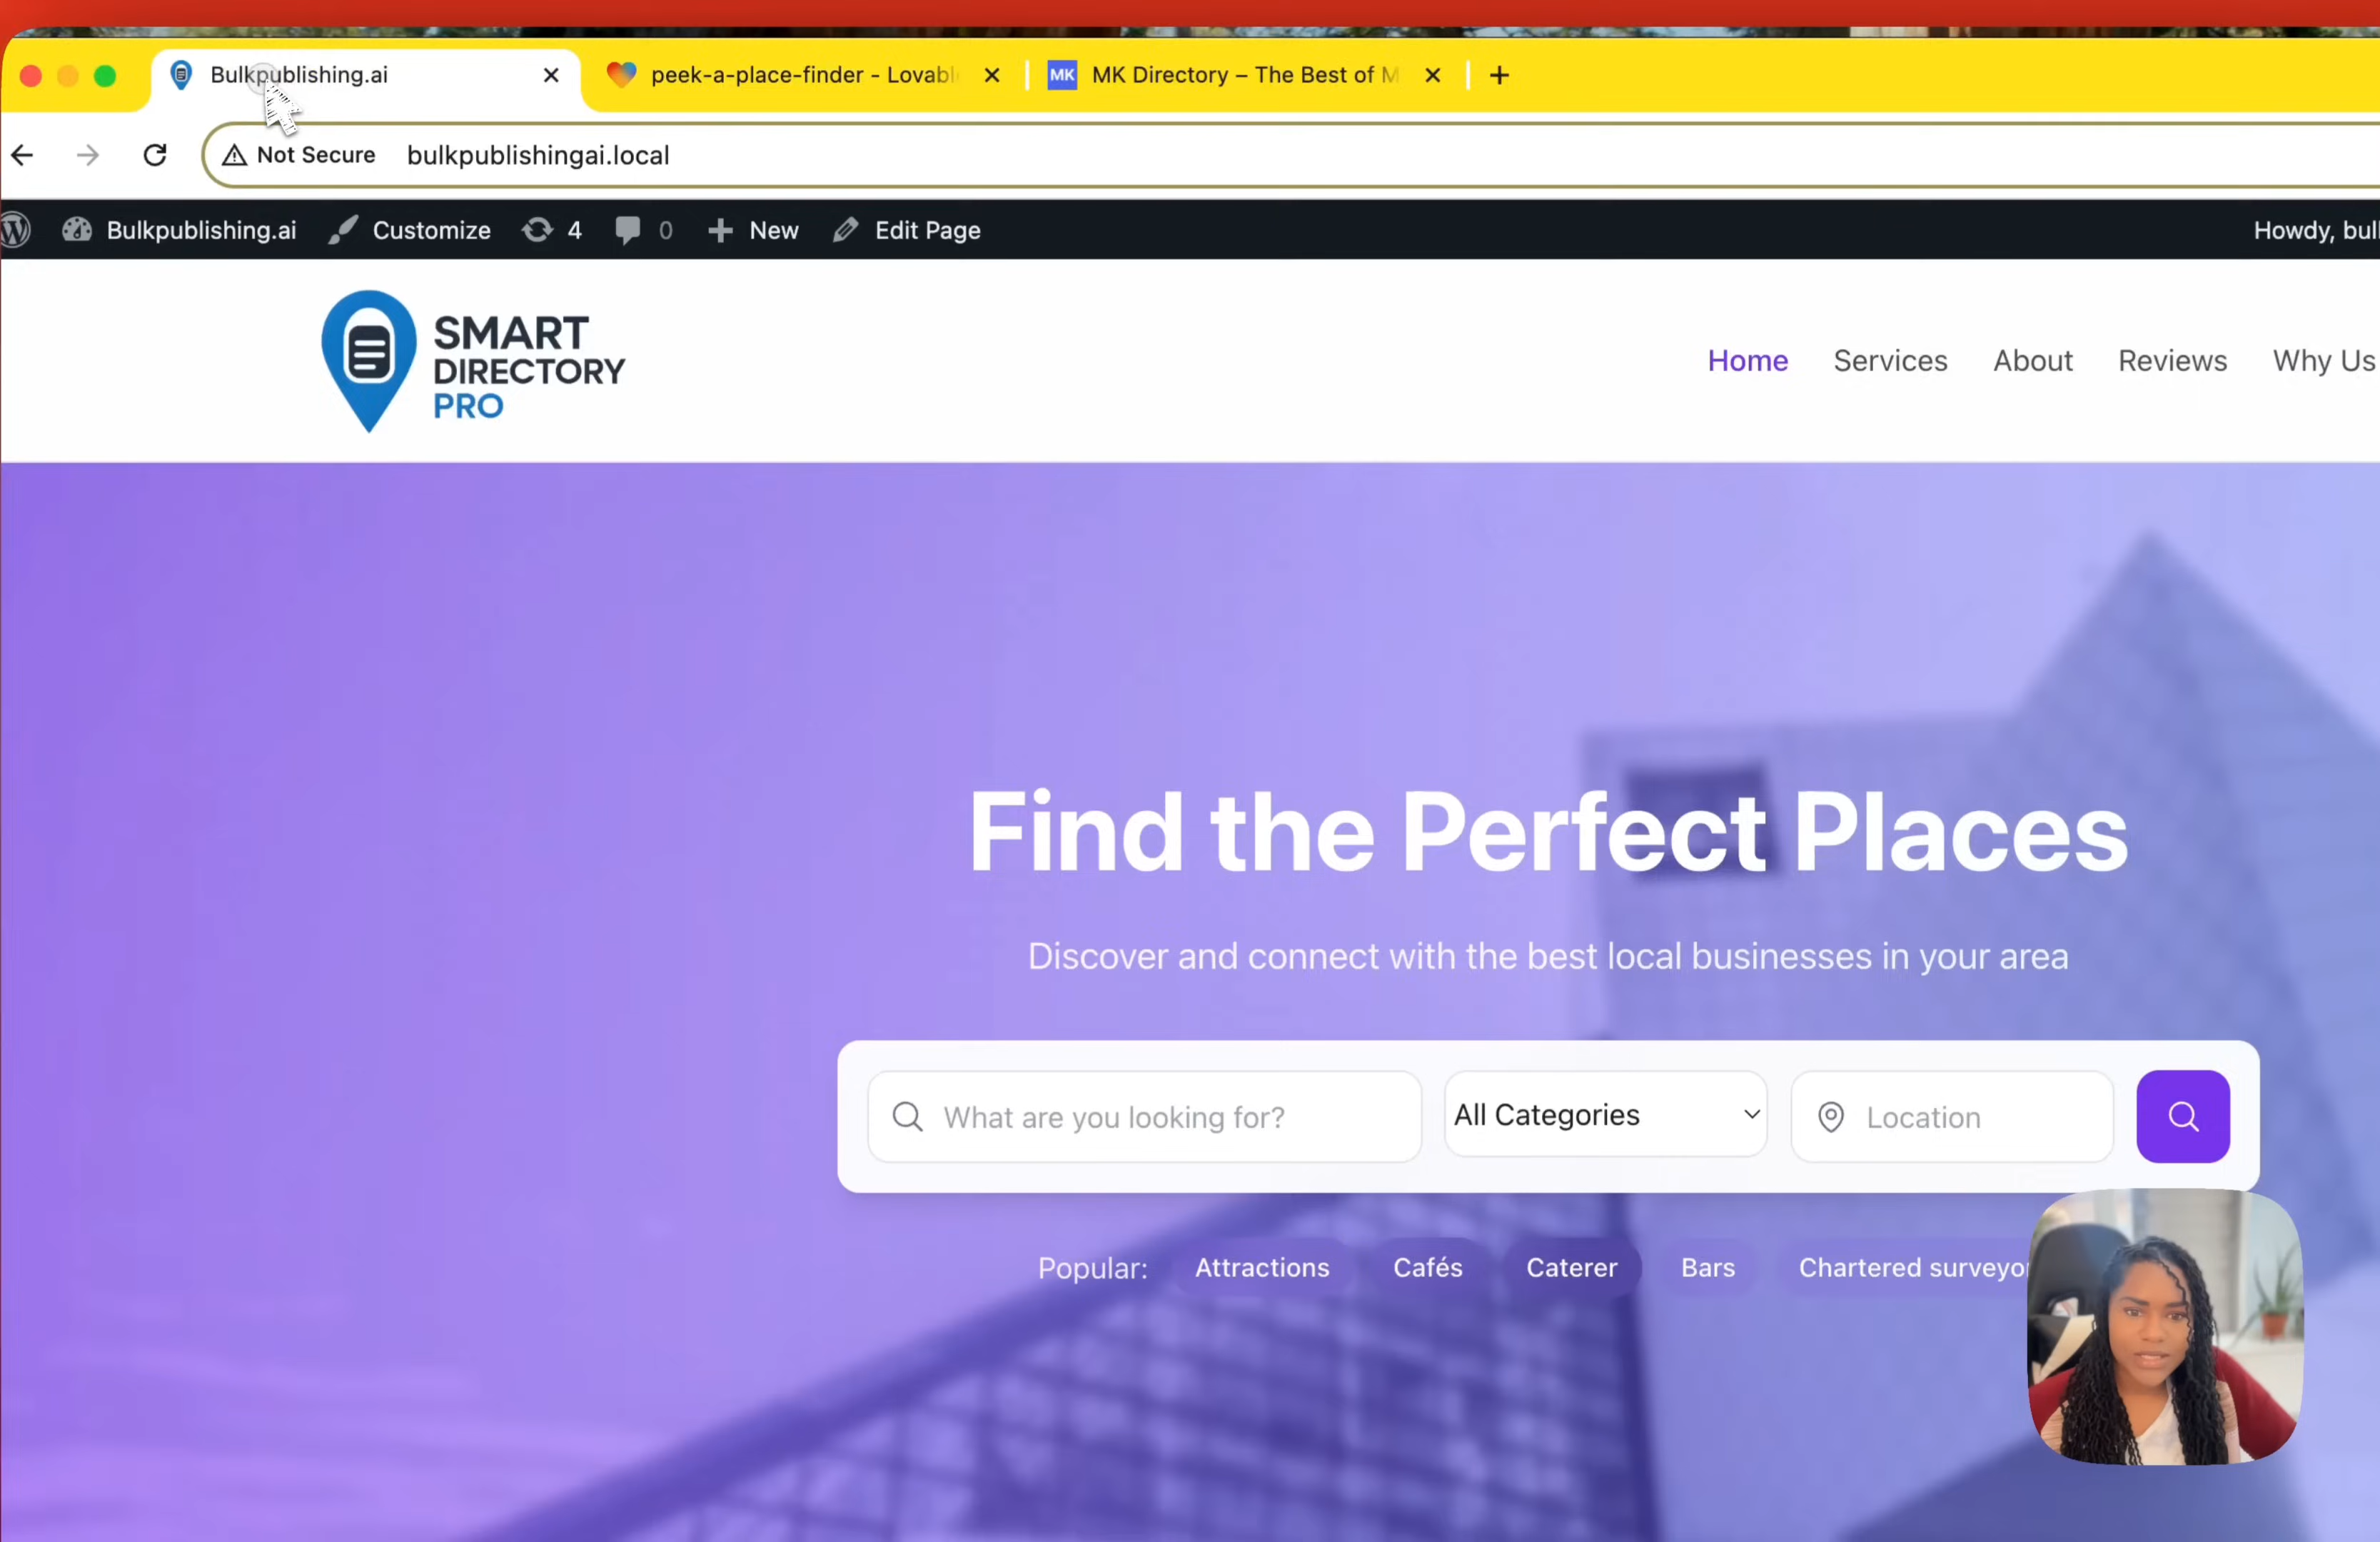 Bulkpublishing.ai
peek-a-place-finder - Lovabl
MK
MK Directory – The Best of M
Not Secure bulkpublishingai.local
Bulkpublishing.ai Customize 4 0 New Edit Page Howdy, bul
SMART
DIRECTORY
PRO
Home Services About Reviews Why Us
Find the Perfect Places
Discover and connect with the best local businesses in your area
What are you looking for? All Categories Location
Popular: Attractions Cafés Caterer Bars Chartered surveyo